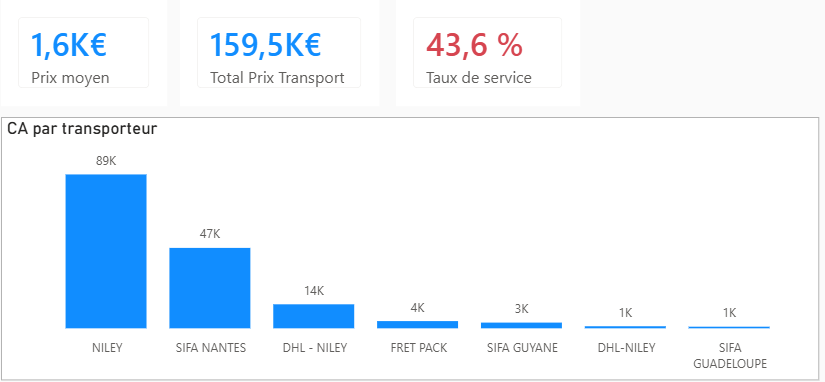 1,6K€
Prix moyen
159,5K€
Total Prix Transport
43,6 %
Taux de service
CA par transporteur
89K
47K
14K
4K
3K
1K
1K
NILEY
SIFA NANTES
DHL - NILEY
FRET PACK
SIFA GUYANE
DHL-NILEY
SIFA
GUADELOUPE